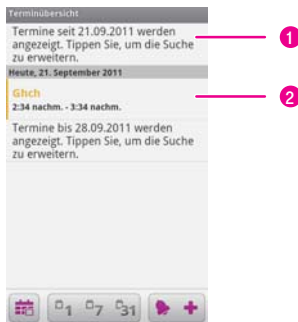 Terminübersicht
Termine seit 21.09.2011 werden
angezeigt. Tippen Sie, um die Suche
zu erweitern.
1
Heute, 21. September 2011
Ghch
2:34 nachm. - 3:34 nachm.
2
Termine bis 28.09.2011 werden
angezeigt. Tippen Sie, um die Suche
zu erweitern.
1 7 31